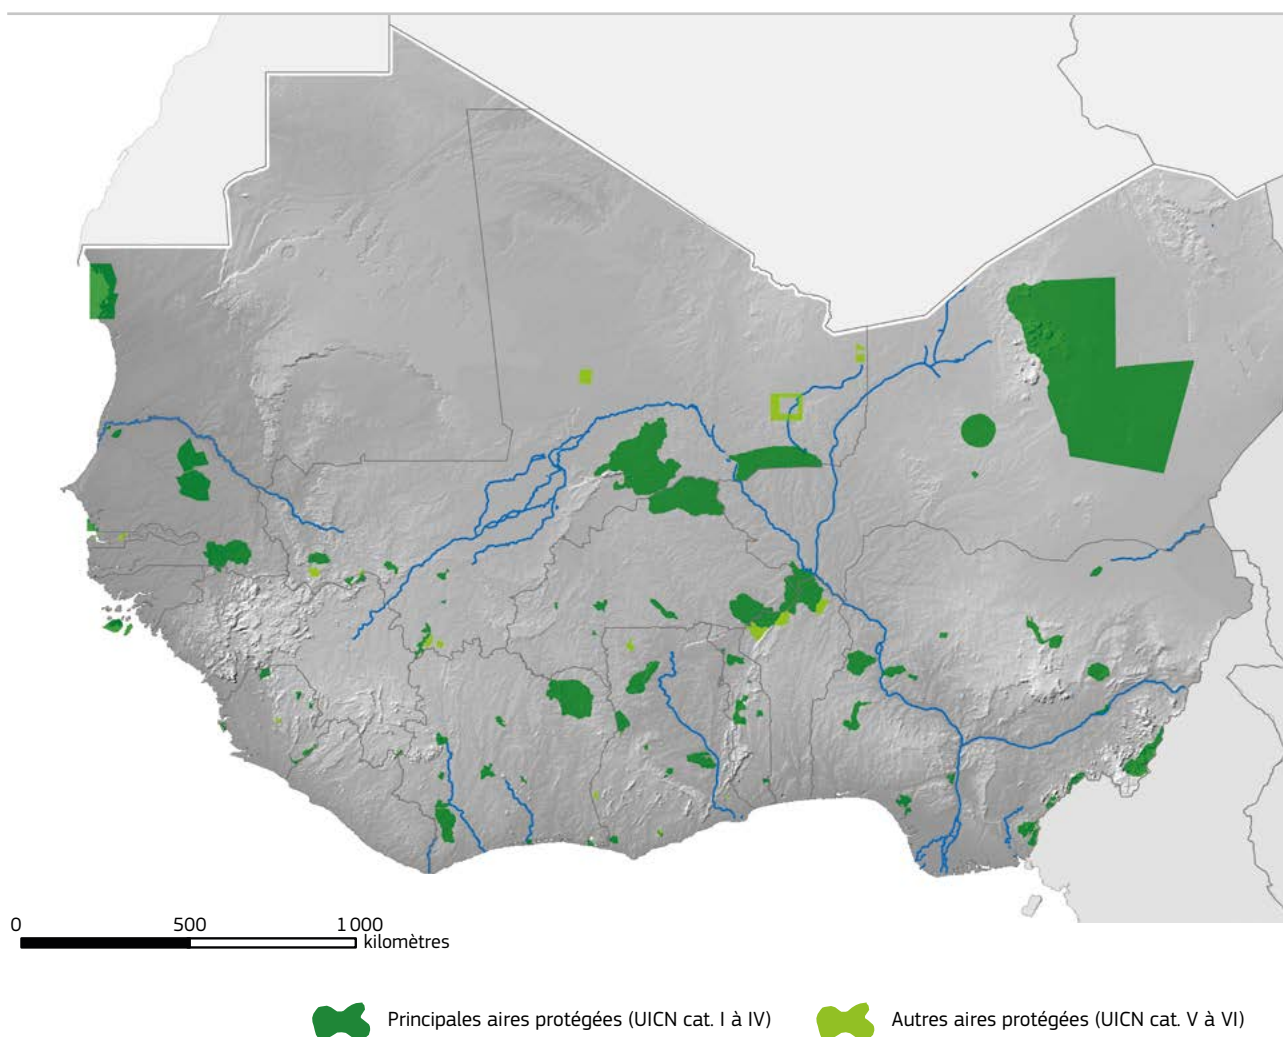 0 500 1 000
kilomètres
Principales aires protégées (UICN cat. I à IV) Autres aires protégées (UICN cat. V à VI)